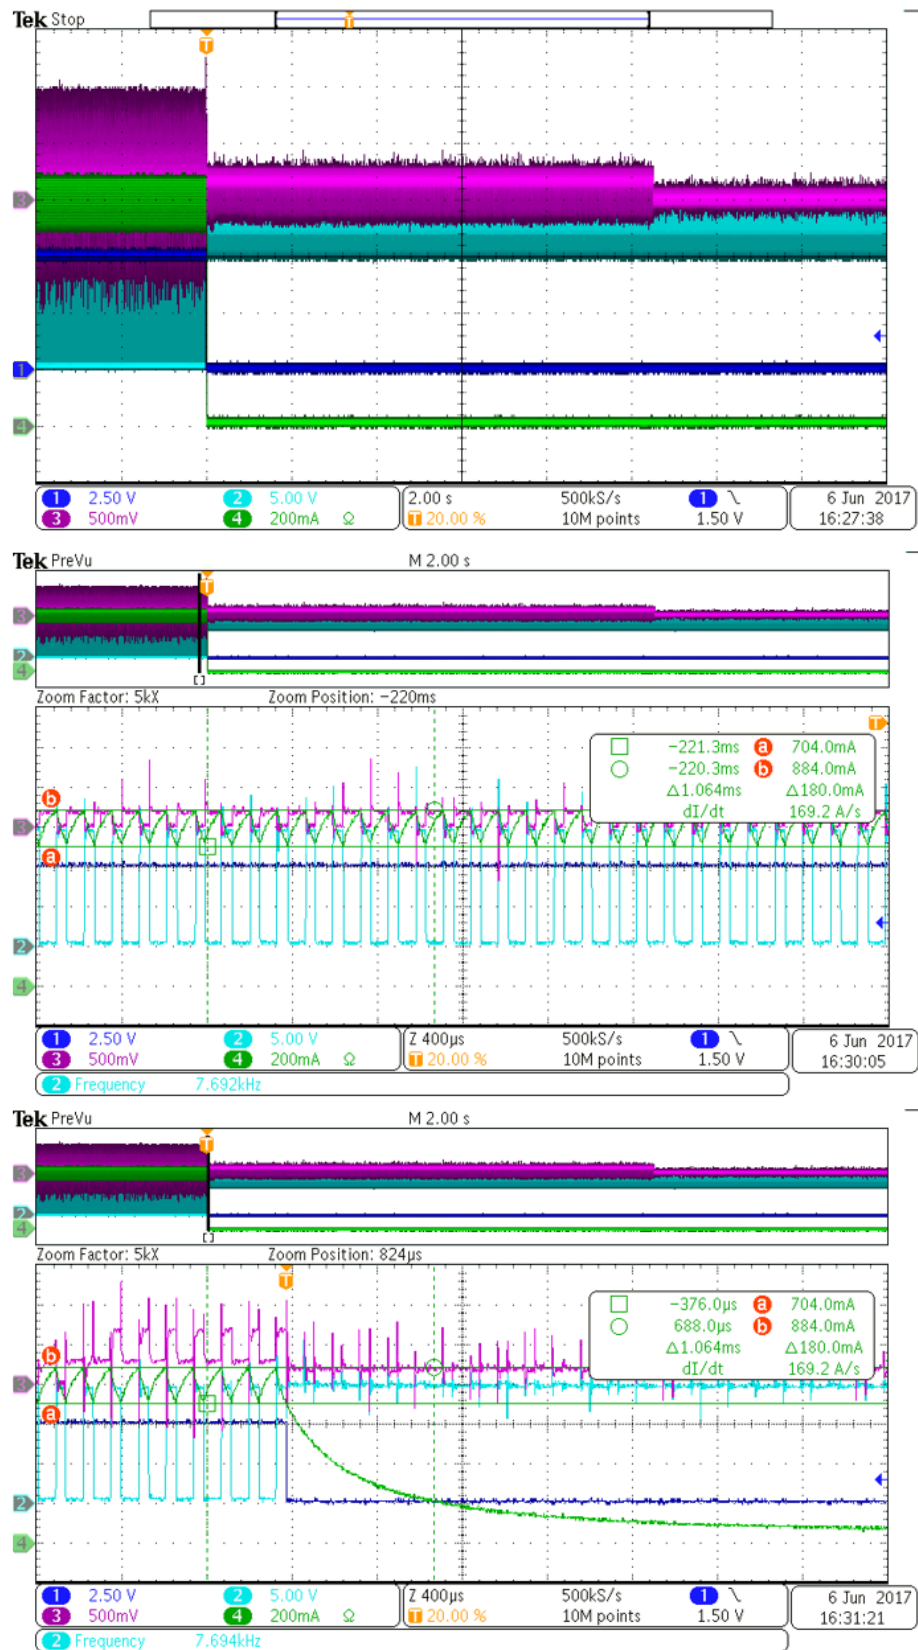 Tek Stop
T
T
3
1
4
1 2.50 V 2 5.00 V 2.00 s 500kS/s 1 \ 6 Jun 2017
3 500mV 4 200mA Ω T 20.00 % 10M points 1.50 V 16:27:38
Tek PreVu M 2.00 s
T
3
2
4
Zoom Factor: 5kX Zoom Position: −220ms
T
−221.3ms a 704.0mA
−220.3ms b 884.0mA
Δ1.064ms Δ180.0mA
dI/dt 169.2 A/s
b
3
a
2
4
1 2.50 V 2 5.00 V Z 400µs 500kS/s 1 \ 6 Jun 2017
3 500mV 4 200mA Ω T 20.00 % 10M points 1.50 V 16:30:05
2 Frequency 7.692kHz
Tek PreVu M 2.00 s
T
3
2
4
Zoom Factor: 5kX Zoom Position: 824µs
T
−376.0µs a 704.0mA
688.0µs b 884.0mA
Δ1.064ms Δ180.0mA
dI/dt 169.2 A/s
b
3
a
2
4
1 2.50 V 2 5.00 V Z 400µs 500kS/s 1 \ 6 Jun 2017
3 500mV 4 200mA Ω T 20.00 % 10M points 1.50 V 16:31:21
2 Frequency 7.694kHz